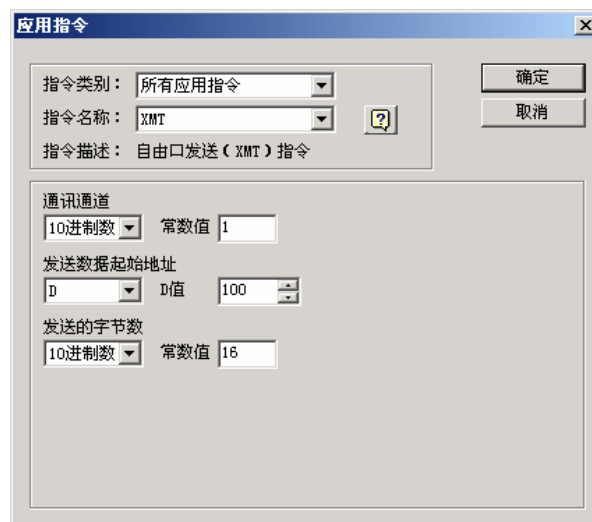 应用指令
指令类别： 所有应用指令 确定
指令名称： XMT 取消
指令描述： 自由口发送（XMT）指令
通讯通道
10进制数 常数值 1
发送数据起始地址
D D值 100
发送的字节数
10进制数 常数值 16